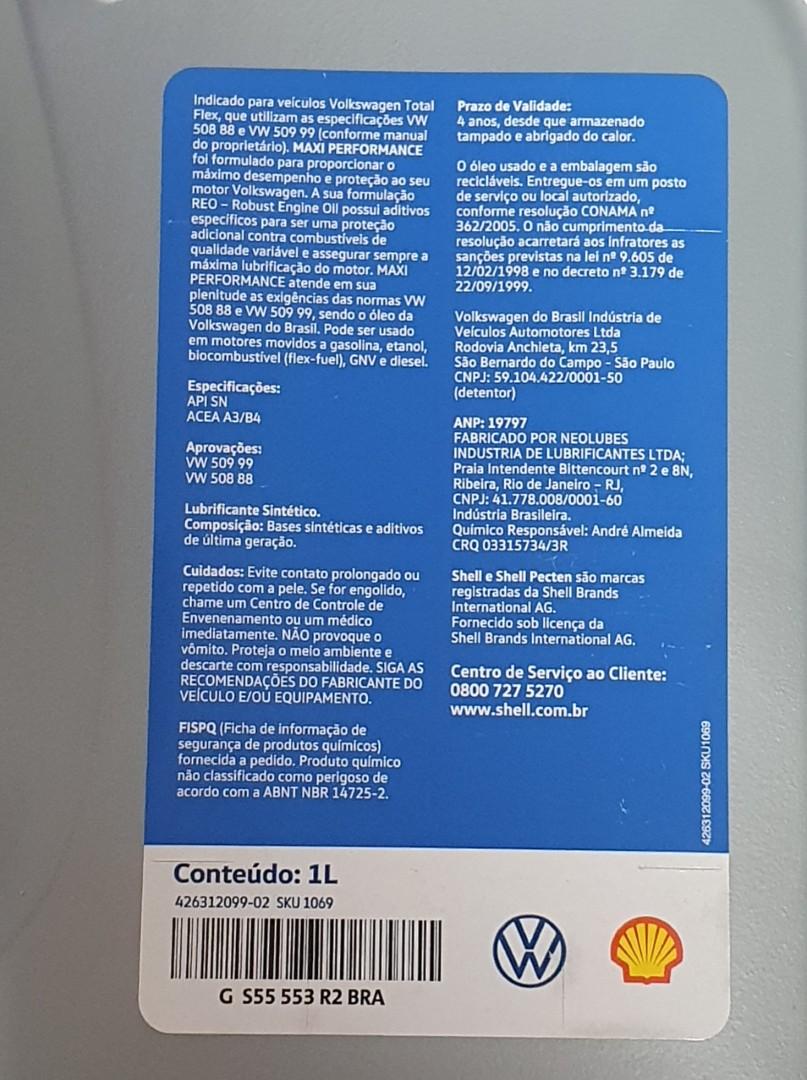 Indicado para veículos Volkswagen Total
Flex, que utilizam as especificações VW
508 88 e VW 509 99 (conforme manual
do proprietário). MAXI PERFORMANCE
foi formulado para proporcionar o
máximo desempenho e proteção ao seu
motor Volkswagen. A sua formulação
REO – Robust Engine Oil possui aditivos
específicos para ser uma proteção
adicional contra combustíveis de
qualidade variável e assegurar sempre a
máxima lubrificação do motor. MAXI
PERFORMANCE atende em sua
plenitude as exigências das normas VW
508 88 e VW 509 99, sendo o óleo da
Volkswagen do Brasil. Pode ser usado
em motores movidos a gasolina, etanol,
biocombustível (flex-fuel), GNV e diesel.
Especificações:
API SN
ACEA A3/B4
Aprovações:
VW 509 99
VW 508 88
Lubrificante Sintético.
Composição: Bases sintéticas e aditivos
de última geração.
Cuidados: Evite contato prolongado ou
repetido com a pele. Se for engolido,
chame um Centro de Controle de
Envenenamento ou um médico
imediatamente. NÃO provoque o
vômito. Proteja o meio ambiente e
descarte com responsabilidade. SIGA AS
RECOMENDAÇÕES DO FABRICANTE DO
VEÍCULO E/OU EQUIPAMENTO.
FISPQ (Ficha de informação de
segurança de produtos químicos)
fornecida a pedido. Produto químico
não classificado como perigoso de
acordo com a ABNT NBR 14725-2.
Prazo de Validade:
4 anos, desde que armazenado
tampado e abrigado do calor.
O óleo usado e a embalagem são
recicláveis. Entregue-os em um posto
de serviço ou local autorizado,
conforme resolução CONAMA nº
362/2005. O não cumprimento da
resolução acarretará aos infratores as
sanções previstas na lei nº 9.605 de
12/02/1998 e no decreto nº 3.179 de
22/09/1999.
Volkswagen do Brasil Indústria de
Veículos Automotores Ltda
Rodovia Anchieta, km 23,5
São Bernardo do Campo - São Paulo
CNPJ: 59.104.422/0001-50
(detentor)
ANP: 19797
FABRICADO POR NEOLUBES
INDUSTRIA DE LUBRIFICANTES LTDA;
Praia Intendente Bittencourt nº 2 e 8N,
Ribeira, Rio de Janeiro – RJ,
CNPJ: 41.778.008/0001-60
Indústria Brasileira.
Químico Responsável: André Almeida
CRQ 03315734/3R
Shell e Shell Pecten são marcas
registradas da Shell Brands
International AG.
Fornecido sob licença da
Shell Brands International AG.
Centro de Serviço ao Cliente:
0800 727 5270
www.shell.com.br
426312099-02 SKU1069
Conteúdo: 1L
426312099-02 SKU 1069
G S55 553 R2 BRA